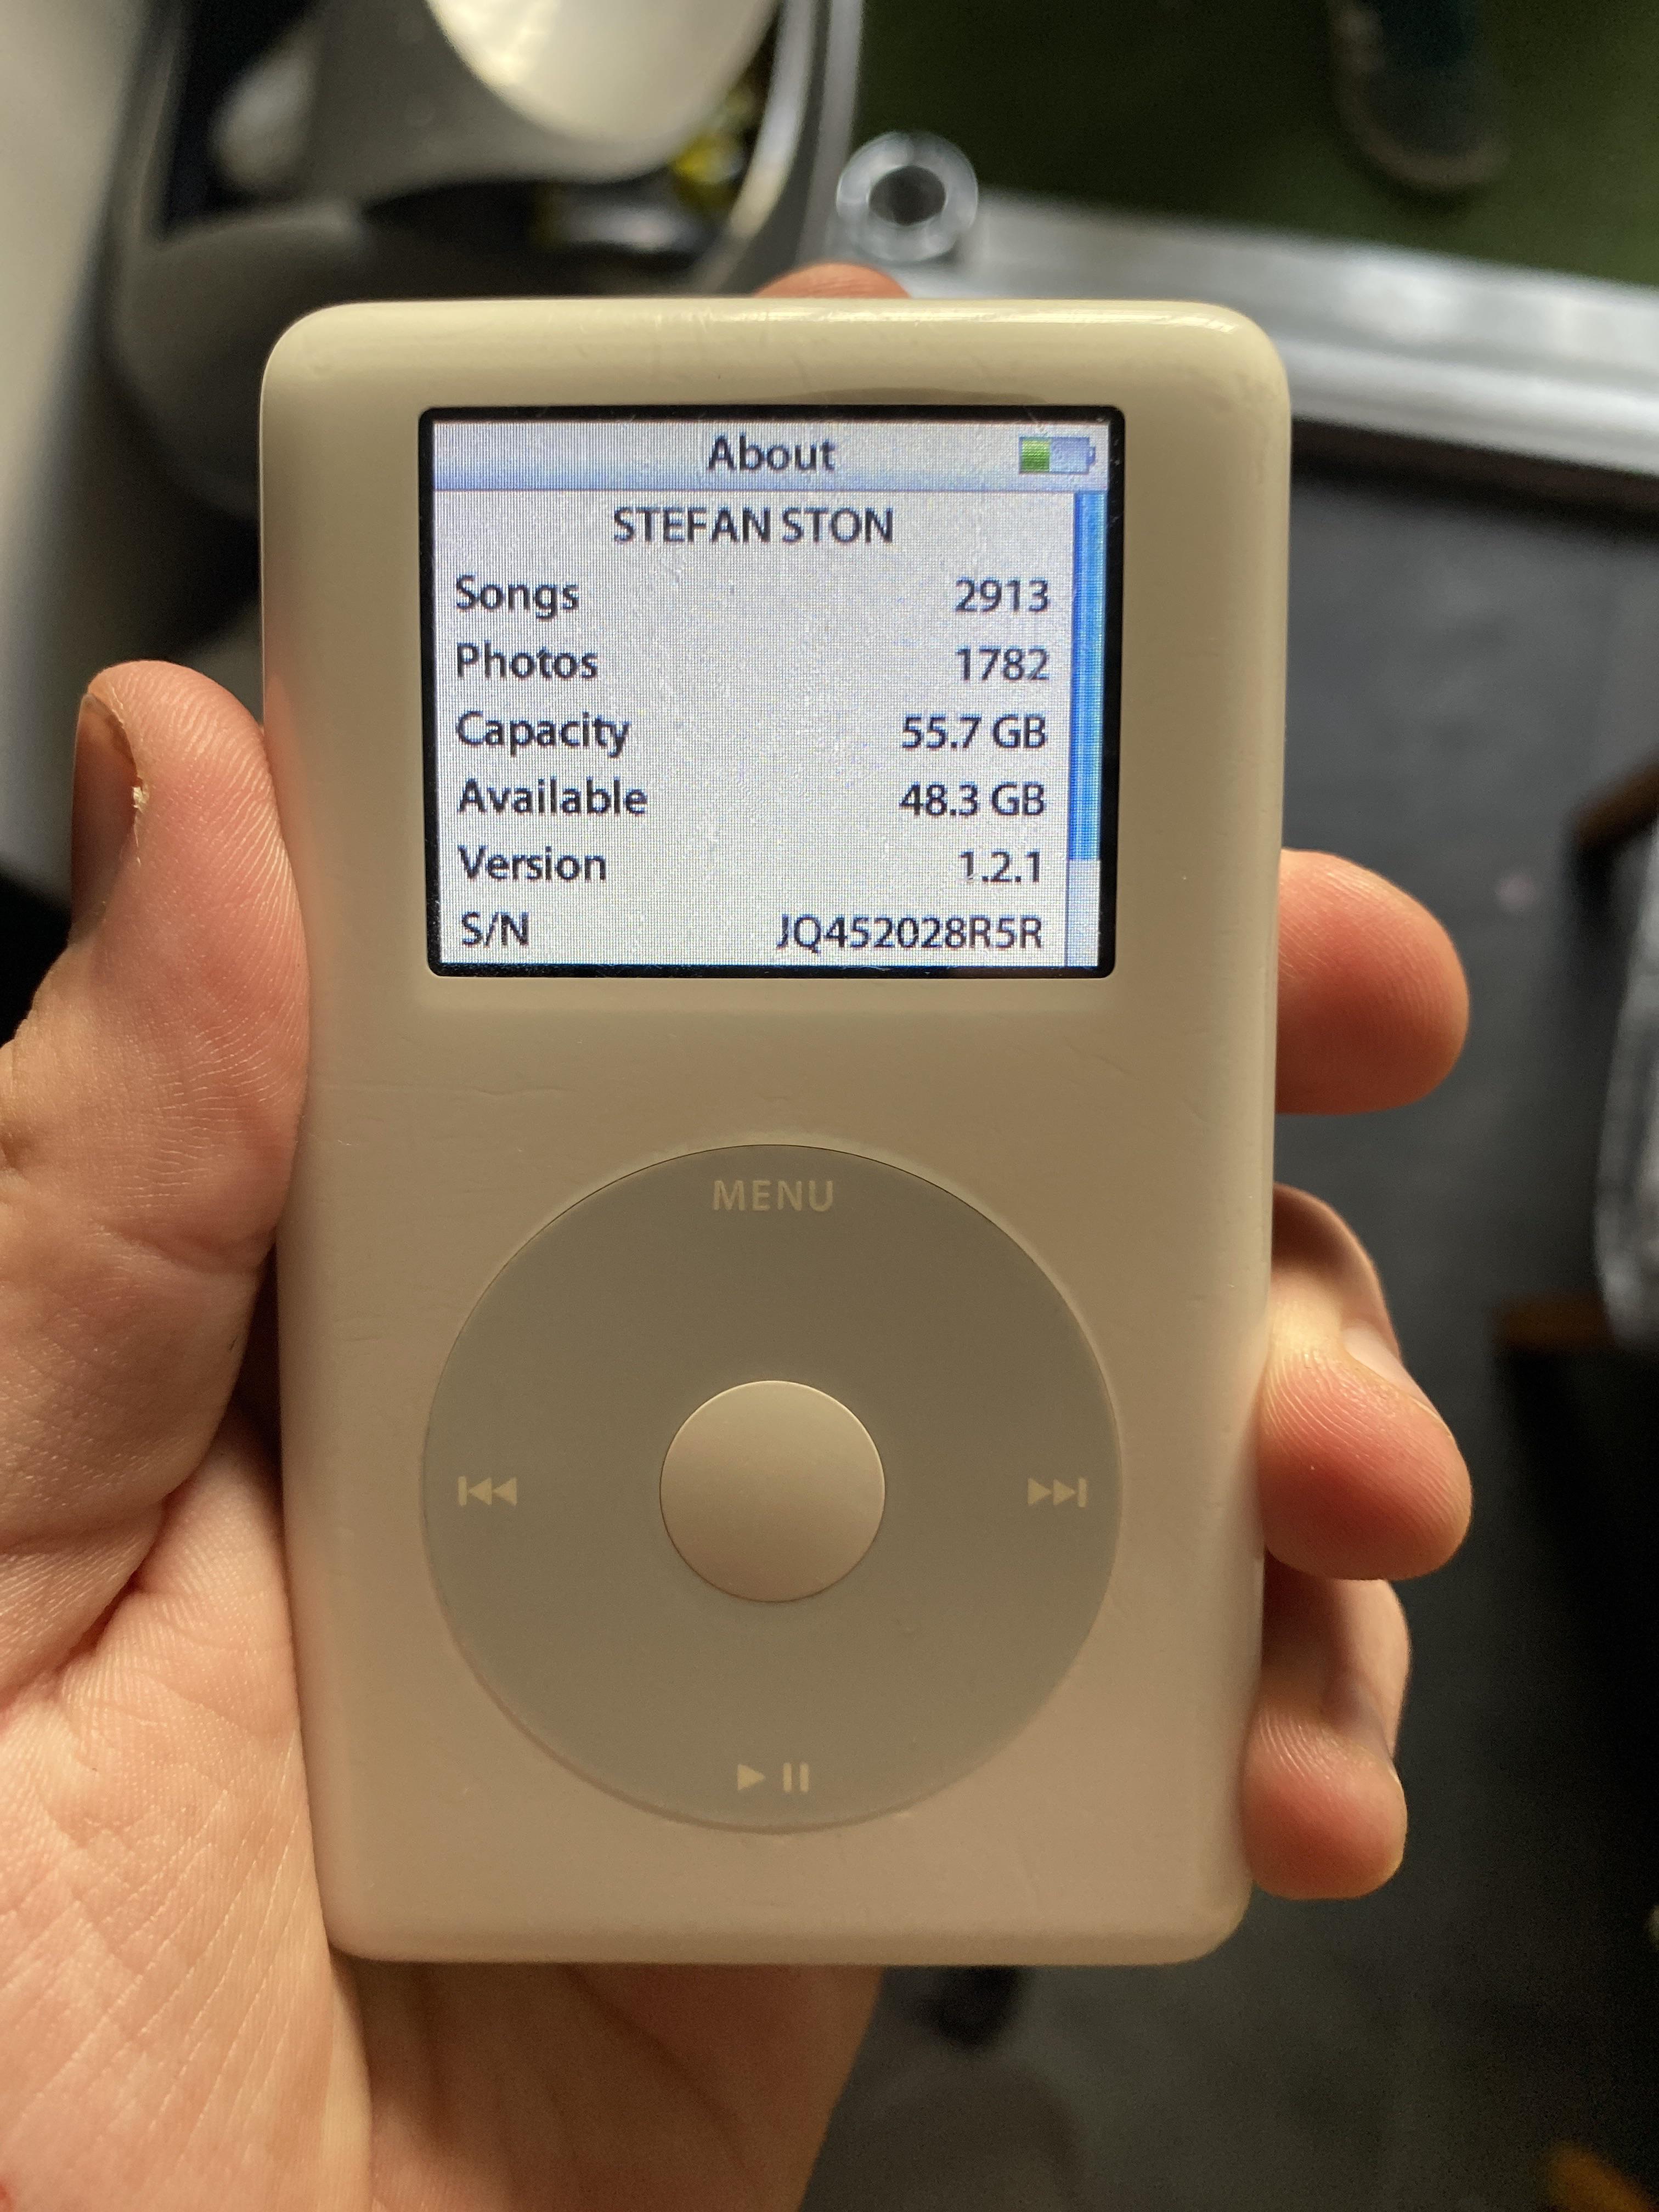 About
STEFAN STON
Songs 2913
Photos 1782
Capacity 55.7 GB
Available 48.3 GB
Version 1.2.1
S/N JQ452028R5R
MENU